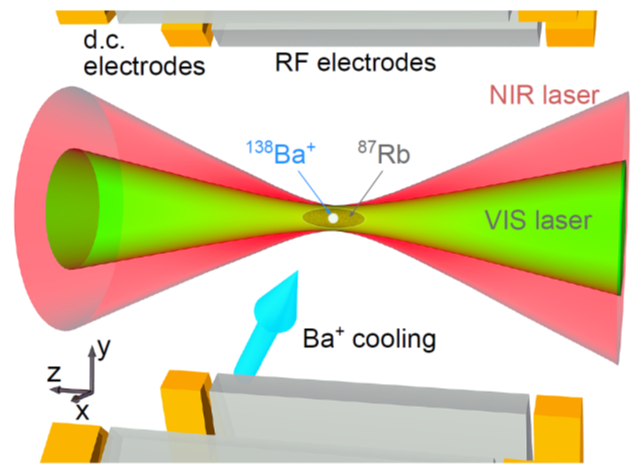 d.c.
electrodes
RF electrodes
NIR laser
¹³⁸Ba⁺
⁸⁷Rb
VIS laser
Ba⁺ cooling
y
z
x